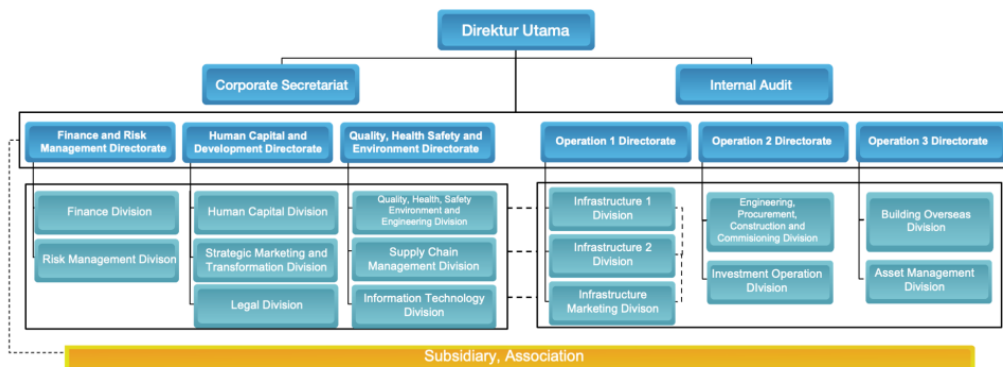 Direktur Utama
Corporate Secretariat
Internal Audit
Finance and Risk
Management Directorate
Human Capital and
Development Directorate
Quality, Health Safety and
Environment Directorate
Operation 1 Directorate
Operation 2 Directorate
Operation 3 Directorate
Finance Division
Risk Management Divison
Human Capital Division
Strategic Marketing and
Transformation Division
Legal Division
Quality, Health, Safety
Environment and
Engineering Division
Supply Chain
Management Division
Information Technology
Division
Infrastructure 1
Division
Infrastructure 2
Division
Infrastructure
Marketing Divison
Engineering,
Procurement,
Construction and
Commisioning Division
Investment Operation
DIvision
Building Overseas
Division
Asset Management
Division
Subsidiary, Association